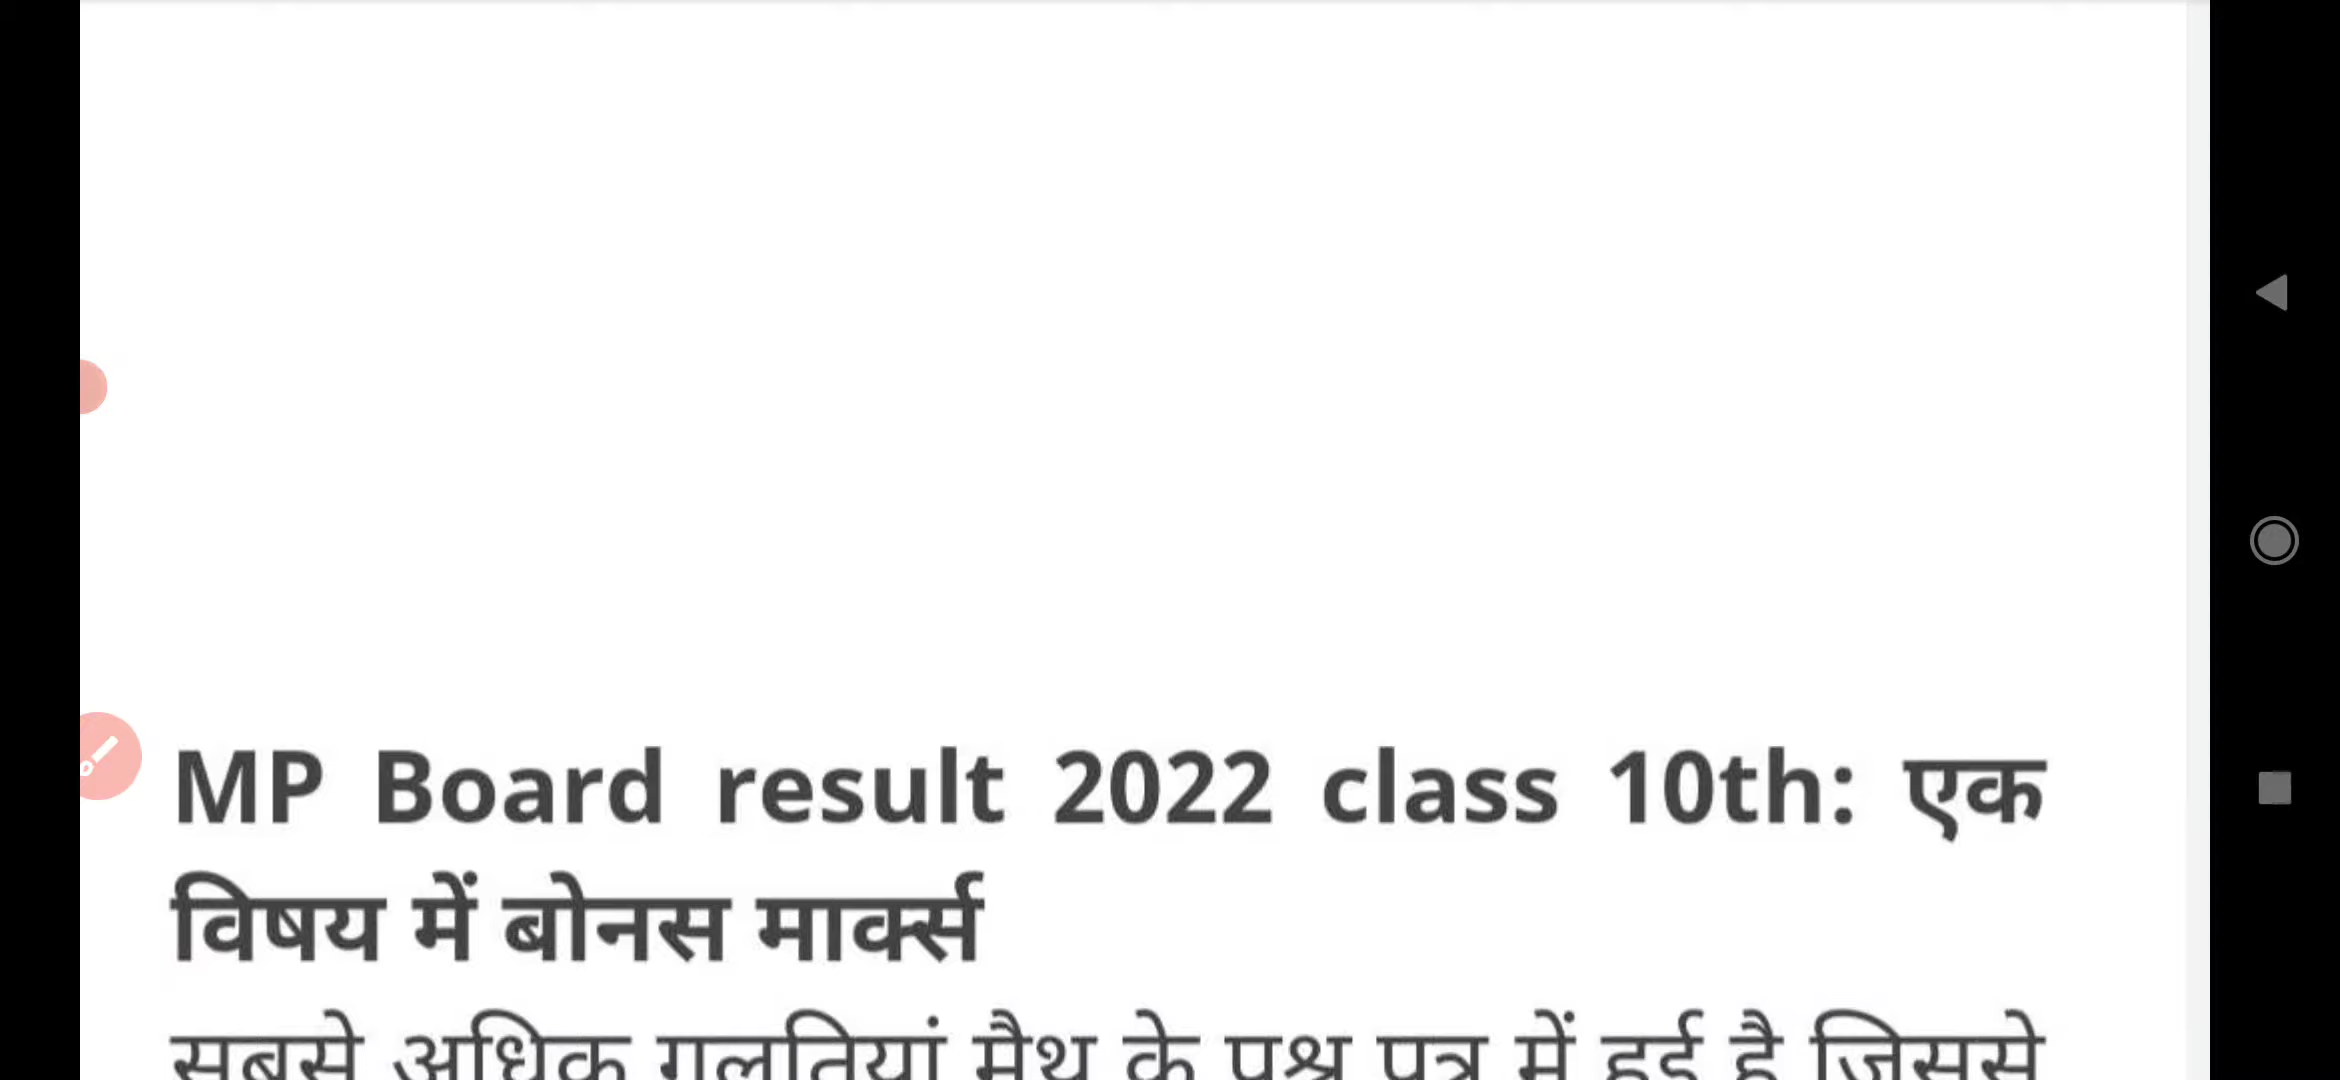 MP Board result 2022 class 10th: एक
विषय में बोनस मार्क्स
सबसे अधिक गलतियां मैथ के प्रश्न पत्र में हुई है जिससे